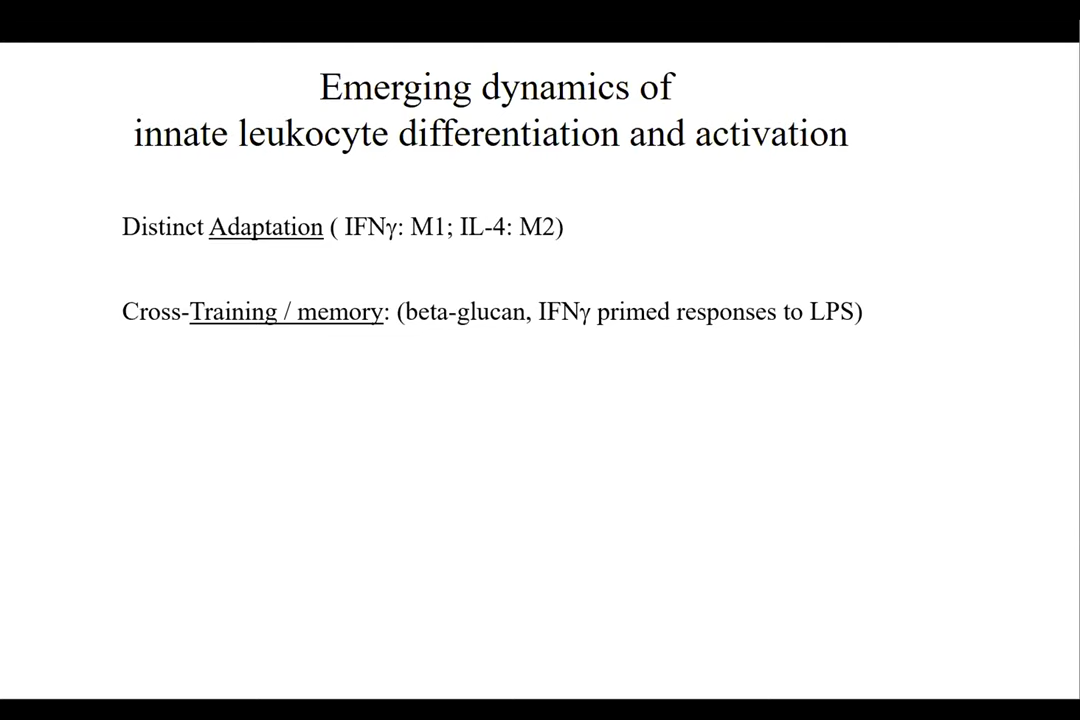 Emerging dynamics of
innate leukocyte differentiation and activation
Distinct Adaptation ( IFNγ: M1; IL-4: M2)
Cross-Training / memory: (beta-glucan, IFNγ primed responses to LPS)